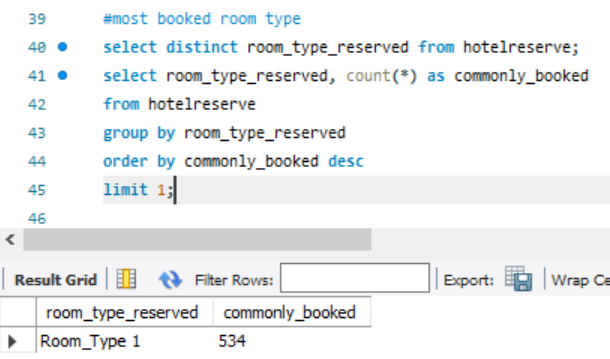 39 #most booked room type
40 select distinct room_type_reserved from hotelreserve;
41 select room_type_reserved, count(*) as commonly_booked
42 from hotelreserve
43 group by room_type_reserved
44 order by commonly_booked desc
45 limit 1;
46
Result Grid Filter Rows: Export: Wrap Ce
room_type_reserved commonly_booked
Room_Type 1 534